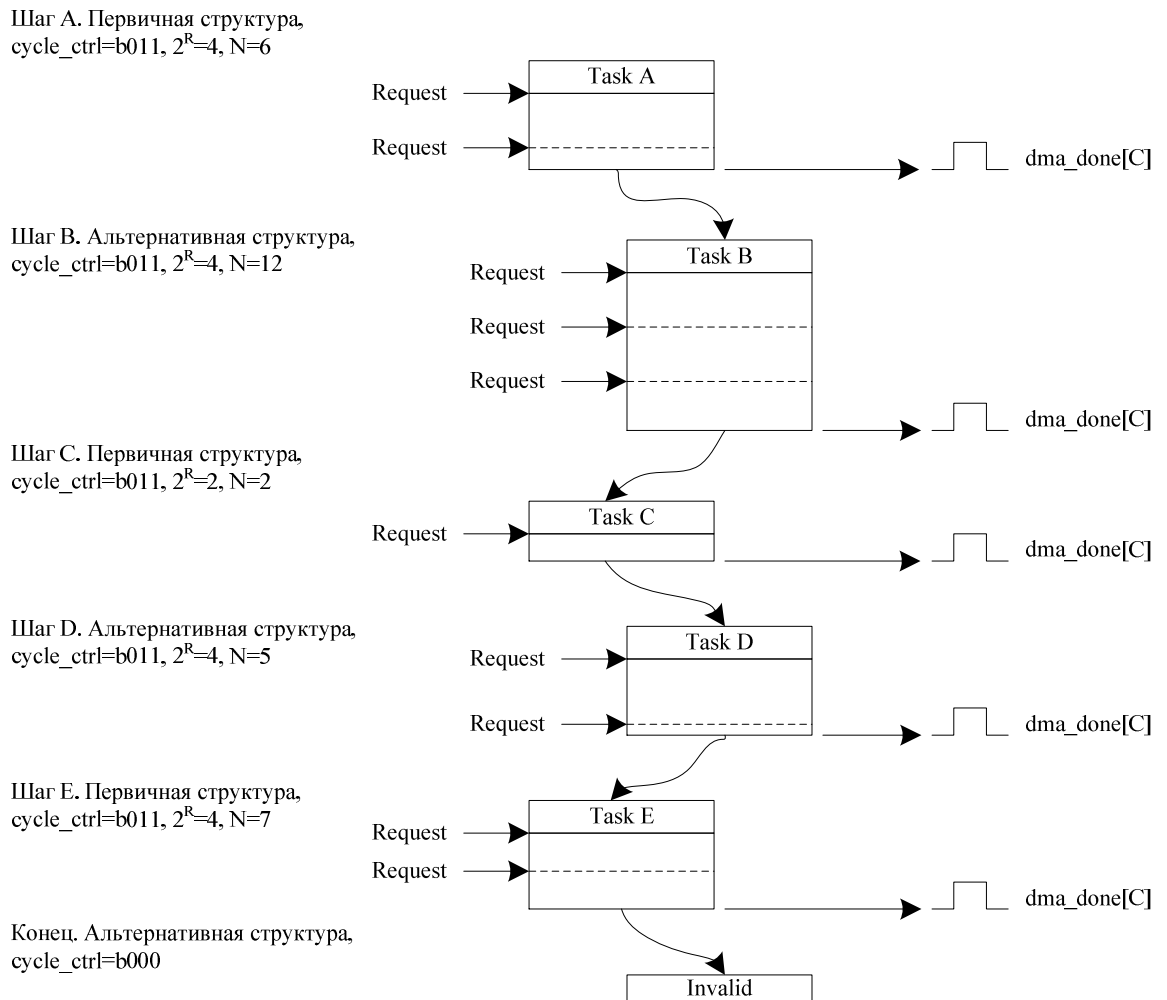 Шаг A. Первичная структура,
cycle_ctrl=b011, 2^R=4, N=6
Task A
Request
Request
dma_done[C]
Шаг B. Альтернативная структура,
cycle_ctrl=b011, 2^R=4, N=12
Task B
Request
Request
Request
dma_done[C]
Шаг C. Первичная структура,
cycle_ctrl=b011, 2^R=2, N=2
Task C
Request
dma_done[C]
Шаг D. Альтернативная структура,
cycle_ctrl=b011, 2^R=4, N=5
Task D
Request
Request
dma_done[C]
Шаг E. Первичная структура,
cycle_ctrl=b011, 2^R=4, N=7
Task E
Request
Request
dma_done[C]
Конец. Альтернативная структура,
cycle_ctrl=b000
Invalid